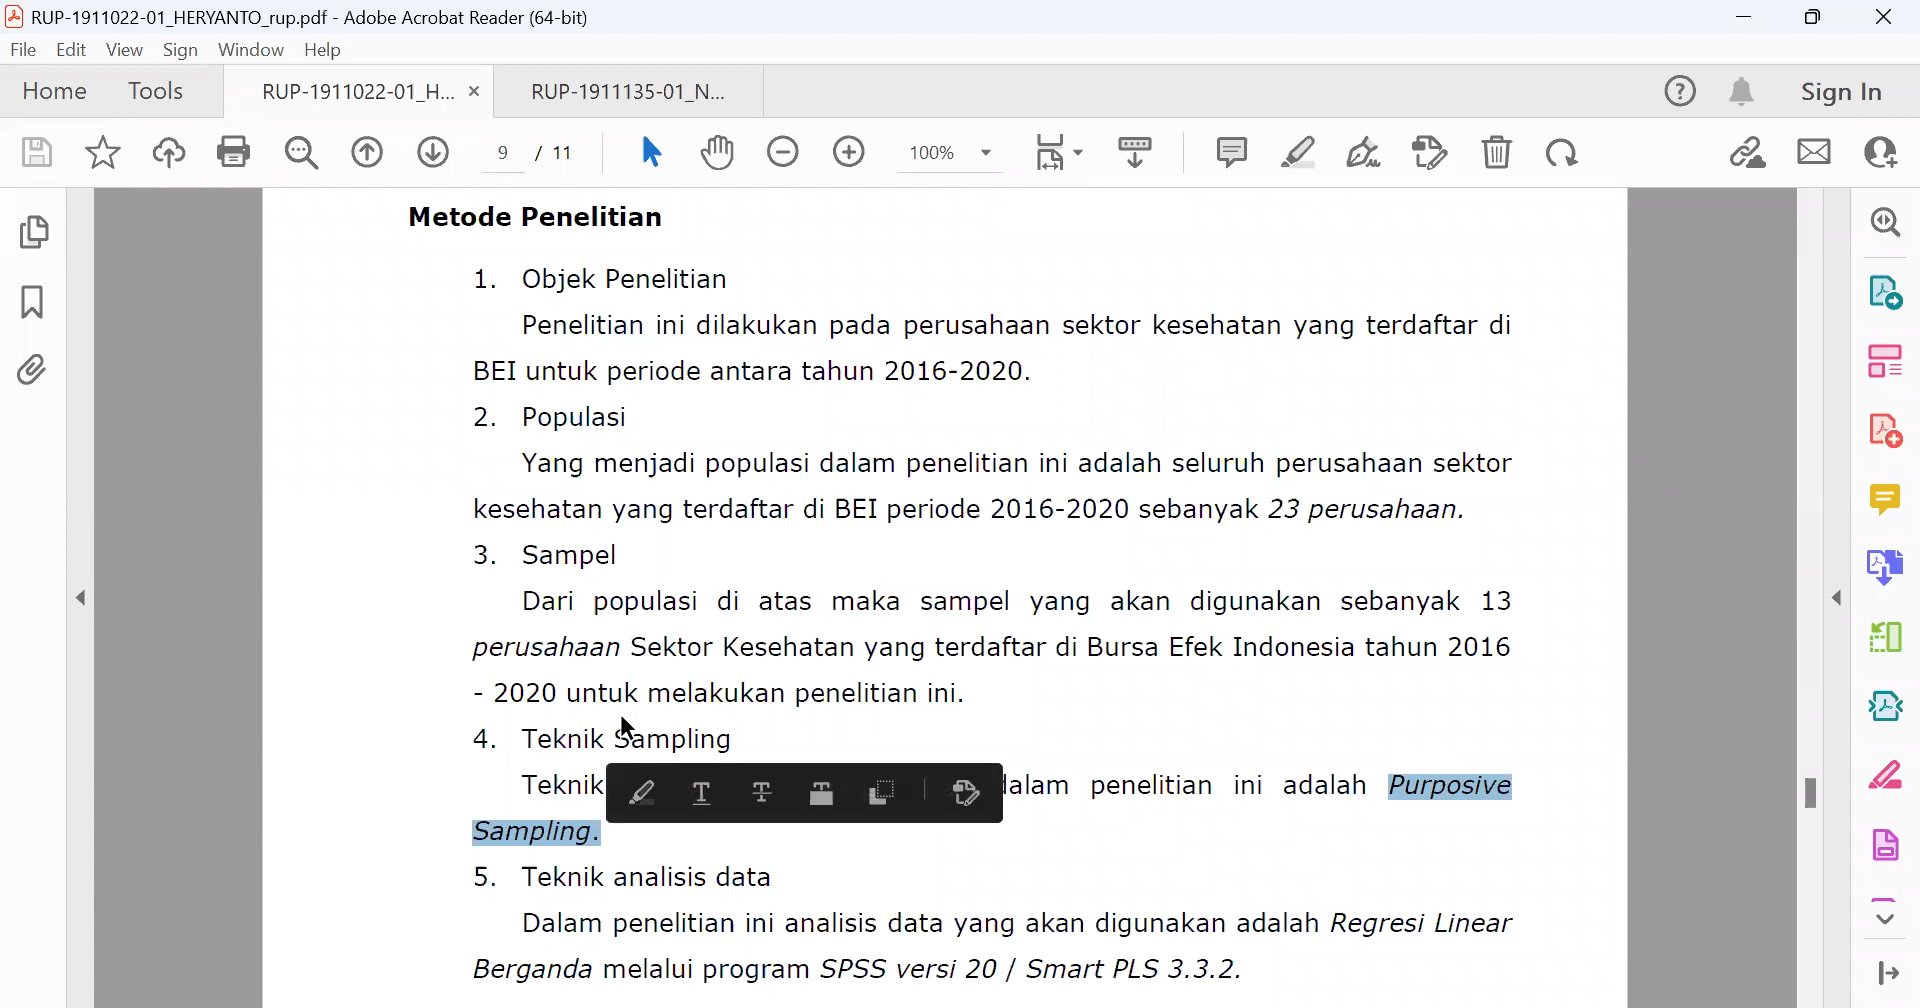 RUP-1911022-01_HERYANTO_rup.pdf - Adobe Acrobat Reader (64-bit)
File Edit View Sign Window Help
Home Tools RUP-1911022-01_H... × RUP-1911135-01_N... Sign In
9 / 11 100%
Metode Penelitian
1. Objek Penelitian
Penelitian ini dilakukan pada perusahaan sektor kesehatan yang terdaftar di
BEI untuk periode antara tahun 2016-2020.
2. Populasi
Yang menjadi populasi dalam penelitian ini adalah seluruh perusahaan sektor
kesehatan yang terdaftar di BEI periode 2016-2020 sebanyak 23 perusahaan.
3. Sampel
Dari populasi di atas maka sampel yang akan digunakan sebanyak 13
perusahaan Sektor Kesehatan yang terdaftar di Bursa Efek Indonesia tahun 2016
- 2020 untuk melakukan penelitian ini.
4. Teknik Sampling
Teknik dalam penelitian ini adalah Purposive
Sampling.
5. Teknik analisis data
Dalam penelitian ini analisis data yang akan digunakan adalah Regresi Linear
Berganda melalui program SPSS versi 20 / Smart PLS 3.3.2.